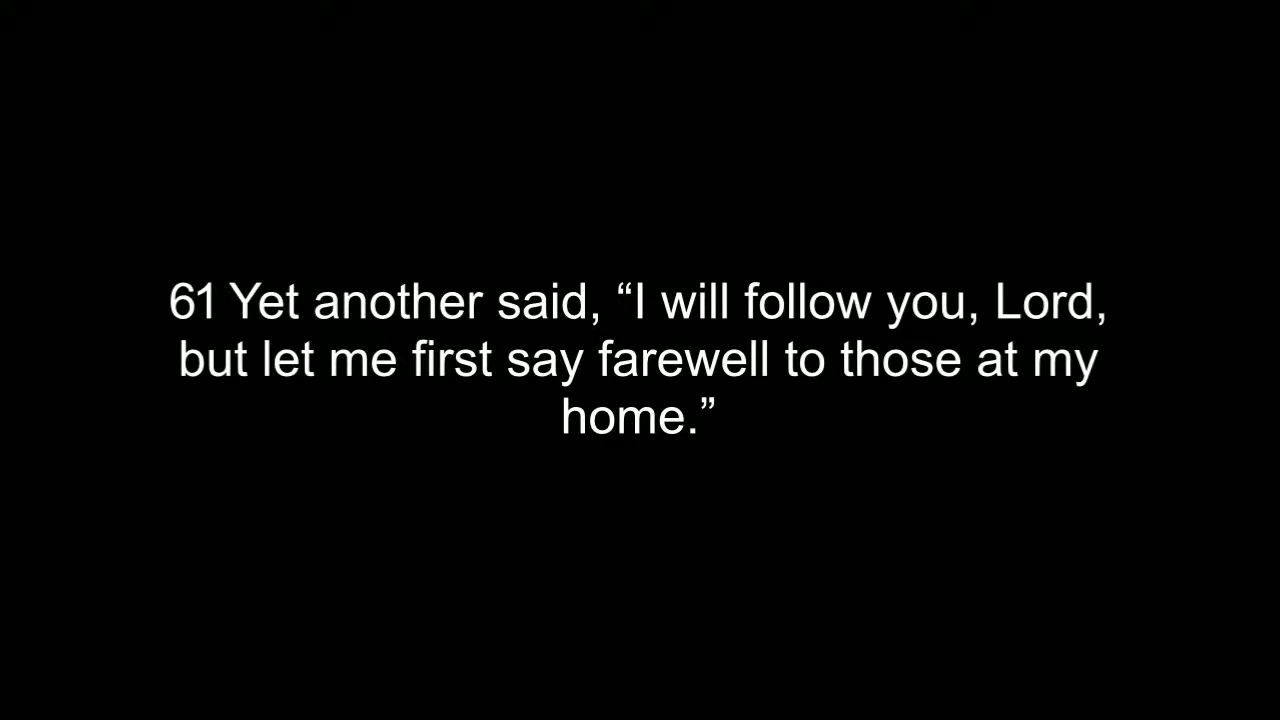 61 Yet another said, “I will follow you, Lord,
but let me first say farewell to those at my
home.”